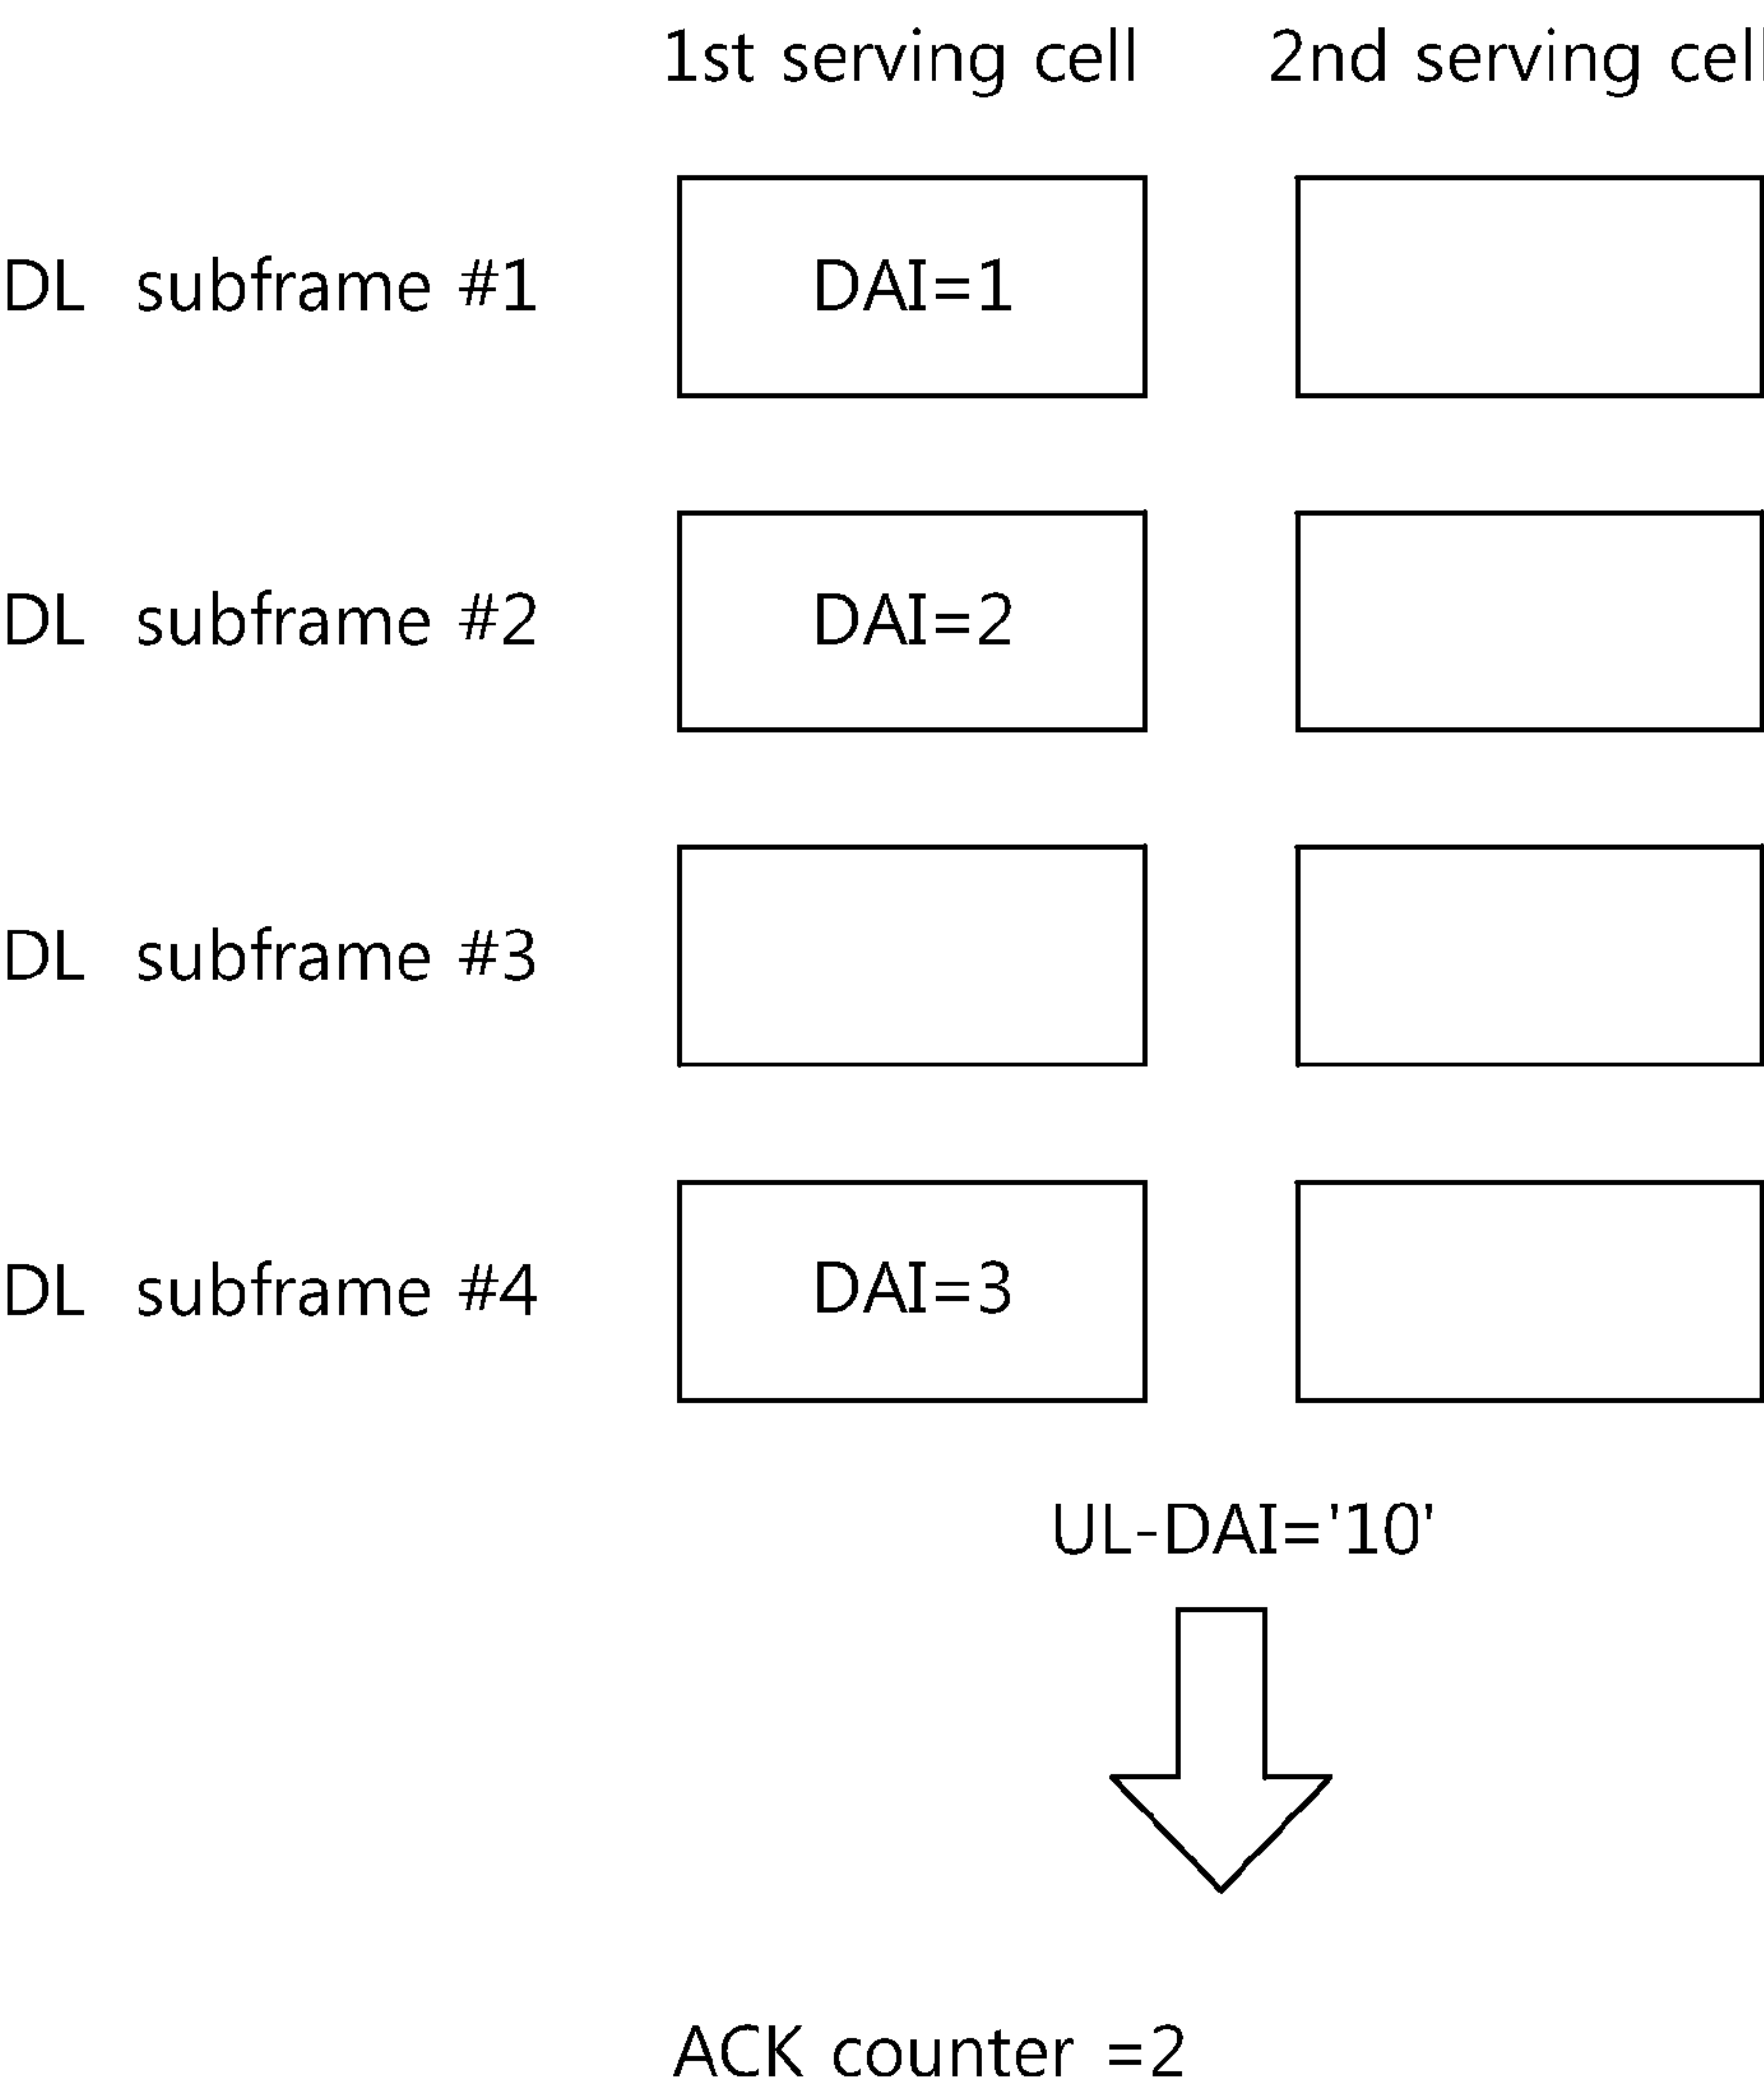 1st serving cell 2nd serving cell
DL subframe #1 DAI=1
DL subframe #2 DAI=2
DL subframe #3
DL subframe #4 DAI=3
UL-DAI='10'
ACK counter =2